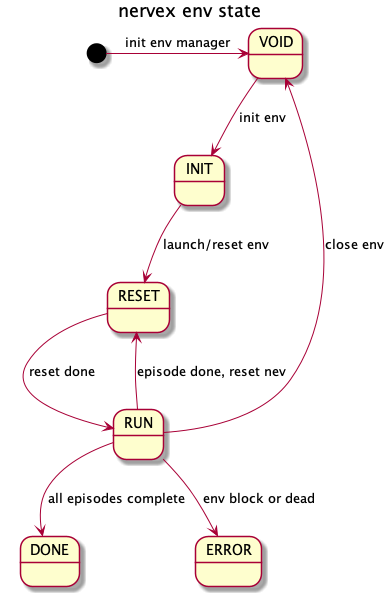 nervex env state
init env manager
VOID
init env
INIT
launch/reset env
close env
RESET
reset done
episode done, reset nev
RUN
all episodes complete
env block or dead
DONE
ERROR